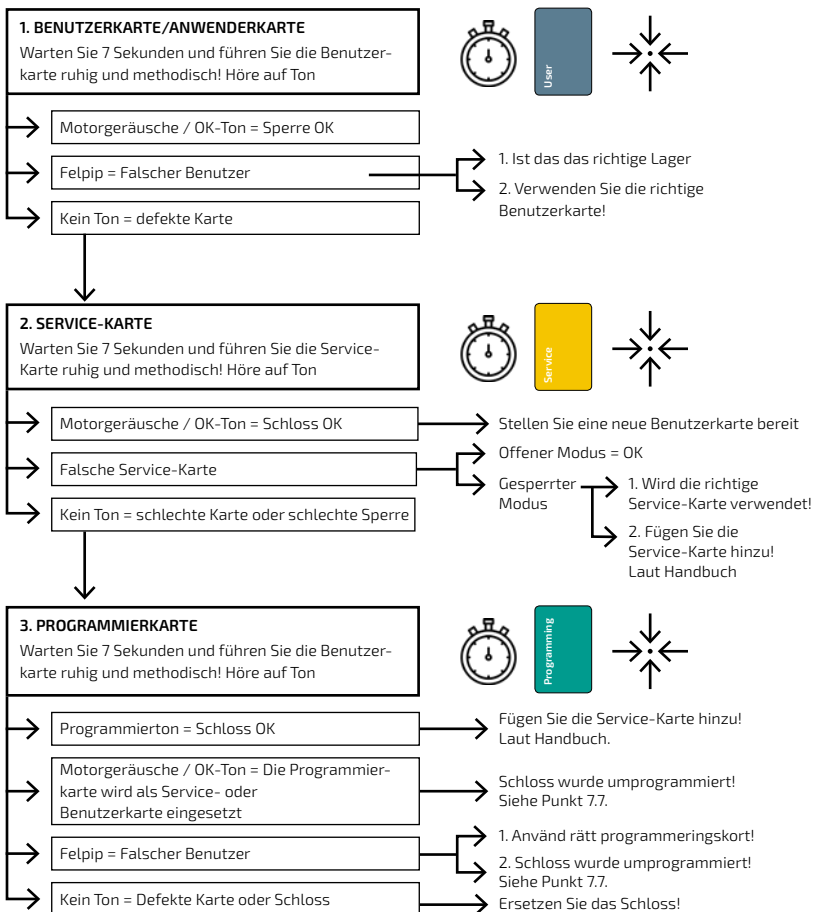 1. BENUTZERKARTE/ANWENDERKARTE
Warten Sie 7 Sekunden und führen Sie die Benutzer-
karte ruhig und methodisch! Höre auf Ton
User
Motorgeräusche / OK-Ton = Sperre OK
Felpip = Falscher Benutzer
1. Ist das das richtige Lager
2. Verwenden Sie die richtige
Benutzerkarte!
Kein Ton = defekte Karte
2. SERVICE-KARTE
Warten Sie 7 Sekunden und führen Sie die Service-
Karte ruhig und methodisch! Höre auf Ton
Service
Motorgeräusche / OK-Ton = Schloss OK
Stellen Sie eine neue Benutzerkarte bereit
Falsche Service-Karte
Offener Modus = OK
Gesperrter
Modus
1. Wird die richtige
Service-Karte verwendet!
2. Fügen Sie die
Service-Karte hinzu!
Laut Handbuch
Kein Ton = schlechte Karte oder schlechte Sperre
3. PROGRAMMIERKARTE
Warten Sie 7 Sekunden und führen Sie die Benutzer-
karte ruhig und methodisch! Höre auf Ton
Programming
Programmierton = Schloss OK
Fügen Sie die Service-Karte hinzu!
Laut Handbuch.
Motorgeräusche / OK-Ton = Die Programmier-
karte wird als Service- oder
Benutzerkarte eingesetzt
Schloss wurde umprogrammiert!
Siehe Punkt 7.7.
Felpip = Falscher Benutzer
1. Använd rätt programmeringskort!
2. Schloss wurde umprogrammiert!
Siehe Punkt 7.7.
Kein Ton = Defekte Karte oder Schloss
Ersetzen Sie das Schloss!